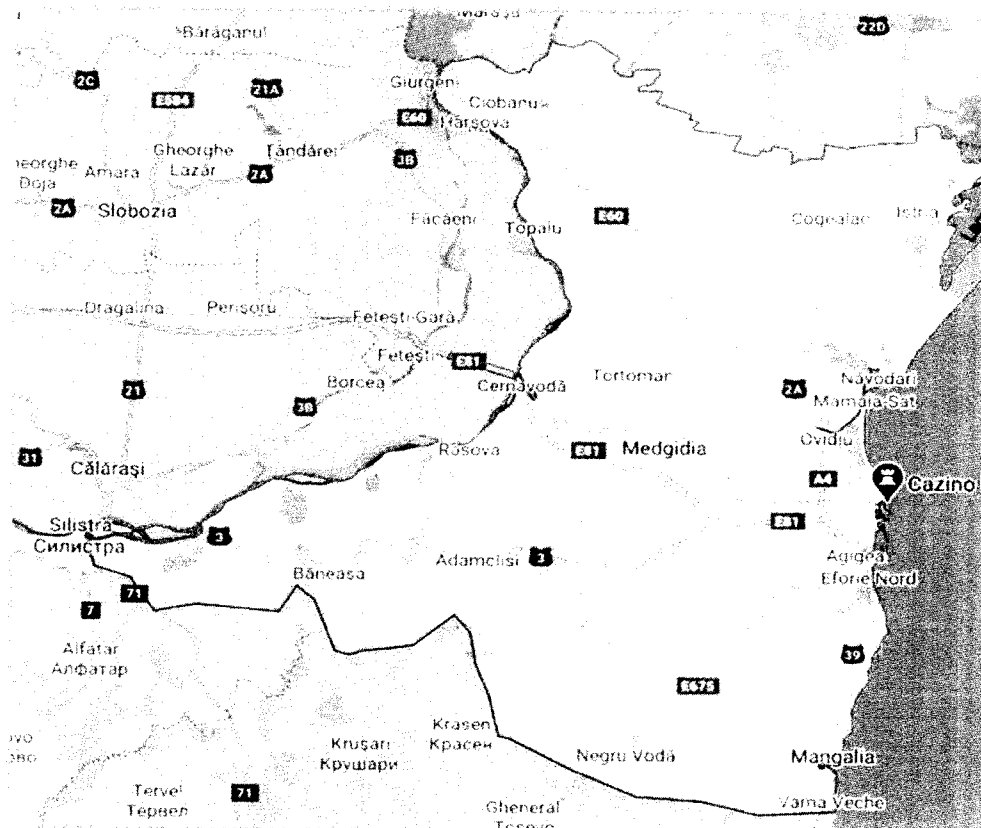 Bărăganul
22D
2C
21A
E584
Giurgeni
Ciobanu
E60
Hârșova
Gheorghe
Lazăr
Țăndărei
3B
Amara
Doja
2A
2A
Slobozia
Făcăeni
Topalu
E60
Cogealac
Istria
Dragalina
Perișoru
Fetești-Gară
Fetești
E81
Borcea
Cernavodă
Tortoman
Năvodari
2A
Mamaia-Sat
21
3B
Ovidiu
31
Călărași
Rasova
E81
Medgidia
A4
Cazino
Silistra
Силистра
3
E81
Adamclisi
3
Agigea
Eforie Nord
Băneasa
71
7
Alfatar
Алфатар
39
E675
Krasen
Красен
Krușari
Крушари
Negru Vodă
Mangalia
Tervel
Тервел
71
Gheneral
Vama Veche